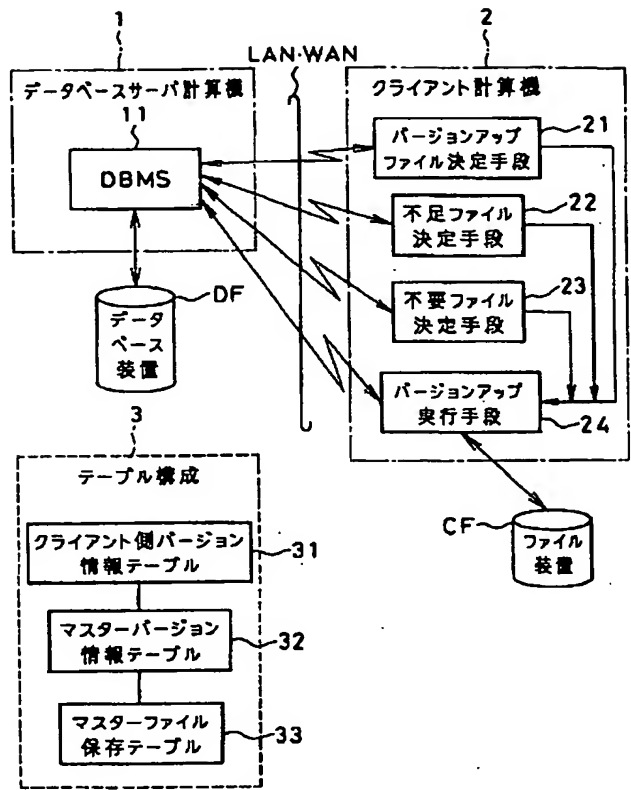 1
データベースサーバ計算機
11
DBMS
DF
データ
ベース
装置
LAN・WAN
2
クライアント計算機
バージョンアップ
ファイル決定手段
21
不足ファイル
決定手段
22
不要ファイル
決定手段
23
バージョンアップ
実行手段
24
CF
ファイル
装置
3
テーブル構成
クライアント側バージョン
情報テーブル
31
マスターバージョン
情報テーブル
32
マスターファイル
保存テーブル
33